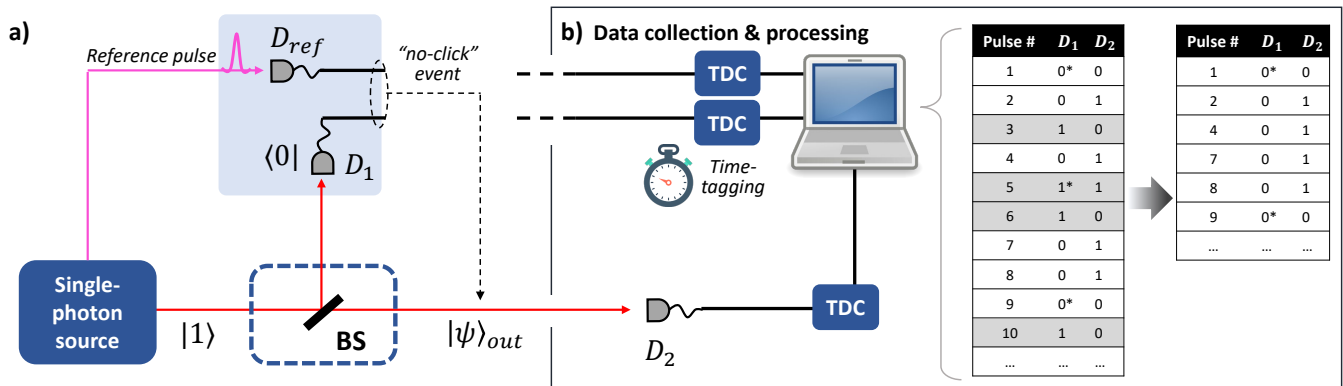 a)
Reference pulse
D_ref
"no-click"
event
⟨0| D_1
Single-
photon
source
|1⟩
BS
|ψ⟩_out
b) Data collection & processing
TDC
TDC
Time-
tagging
TDC
D_2
Pulse # D_1 D_2
1 0* 0
2 0 1
3 1 0
4 0 1
5 1* 1
6 1 0
7 0 1
8 0 1
9 0* 0
10 1 0
... ... ...
Pulse # D_1 D_2
1 0* 0
2 0 1
4 0 1
7 0 1
8 0 1
9 0* 0
... ... ...